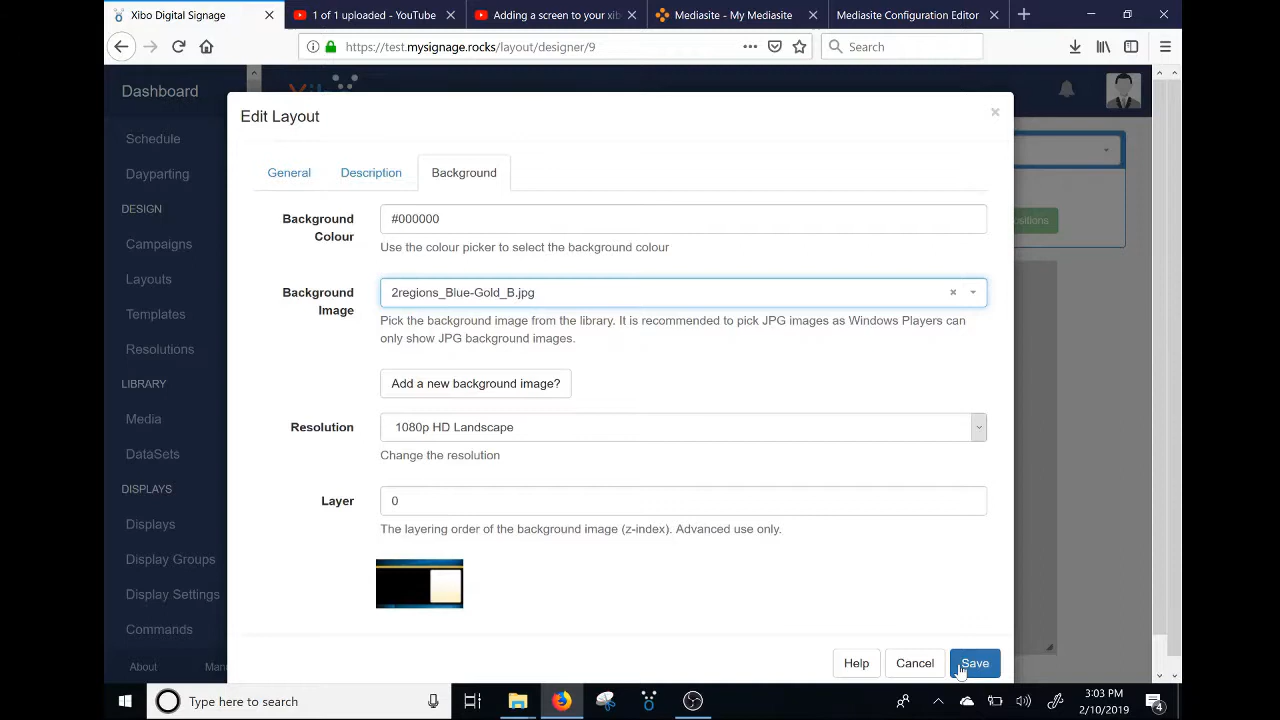 Xibo Digital Signage
1 of 1 uploaded - YouTube
Adding a screen to your xib
Mediasite - My Mediasite
Mediasite Configuration Editor
https://test.mysignage.rocks/layout/designer/9
Search
Dashboard
Schedule
Dayparting
DESIGN
Campaigns
Layouts
Templates
Resolutions
LIBRARY
Media
DataSets
DISPLAYS
Displays
Display Groups
Display Settings
Commands
About
Man
Edit Layout
General
Description
Background
Background
Colour
#000000
Use the colour picker to select the background colour
Background
Image
2regions_Blue-Gold_B.jpg
Pick the background image from the library. It is recommended to pick JPG images as Windows Players can
only show JPG background images.
Add a new background image?
Resolution
1080p HD Landscape
Change the resolution
Layer
0
The layering order of the background image (z-index). Advanced use only.
Help
Cancel
Save
ositions
Type here to search
3:03 PM
2/10/2019
4